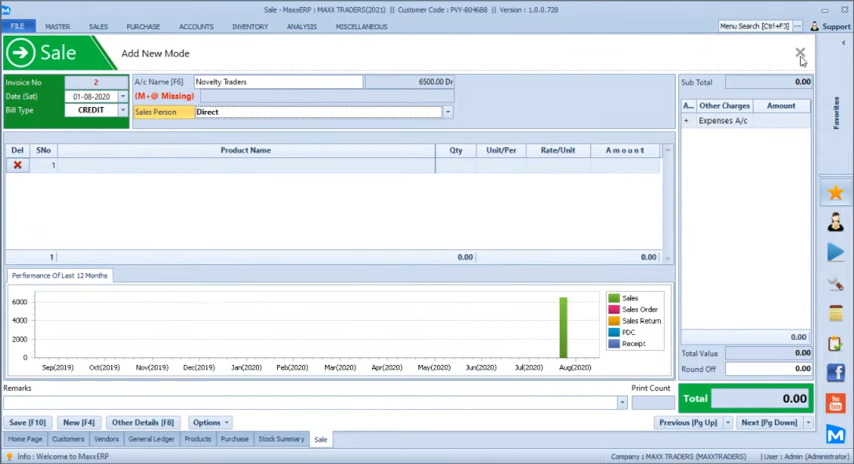 Sale - MaxxERP : MAXX TRADERS(2021) || Customer Code : PVY-804688 || Version : 1.0.0.728
FILE MASTER SALES PURCHASE ACCOUNTS INVENTORY ANALYSIS MISCELLANEOUS Menu Search [Ctrl+F3] ... Support
Sale Add New Mode
Invoice No 2 A/c Name [F6] Novelty Traders 6500.00 Dr Sub Total 0.00
Date (Sat) 01-08-2020 (M+@ Missing)
Bill Type CREDIT Sales Person Direct
A... Other Charges Amount
+ Expenses A/c
Favorites
Del SNo Product Name Qty Unit/Per Rate/Unit A m o u n t
1
1 0.00 0.00
Performance Of Last 12 Months
6000
4000
2000
0
Sep(2019) Oct(2019) Nov(2019) Dec(2019) Jan(2020) Feb(2020) Mar(2020) Apr(2020) May(2020) Jun(2020) Jul(2020) Aug(2020)
Sales
Sales Order
Sales Return
PDC
Receipt
0.00
Total Value 0.00
Round Off 0.00
Remarks Print Count
Total 0.00
Save [F10] New [F4] Other Details [F8] Options Previous [Pg Up] Next [Pg Down]
Home Page Customers Vendors General Ledger Products Purchase Stock Summary Sale
Info : Welcome to MaxxERP Company : MAXX TRADERS(MAXXTRADERS) User : Admin (Administrator)